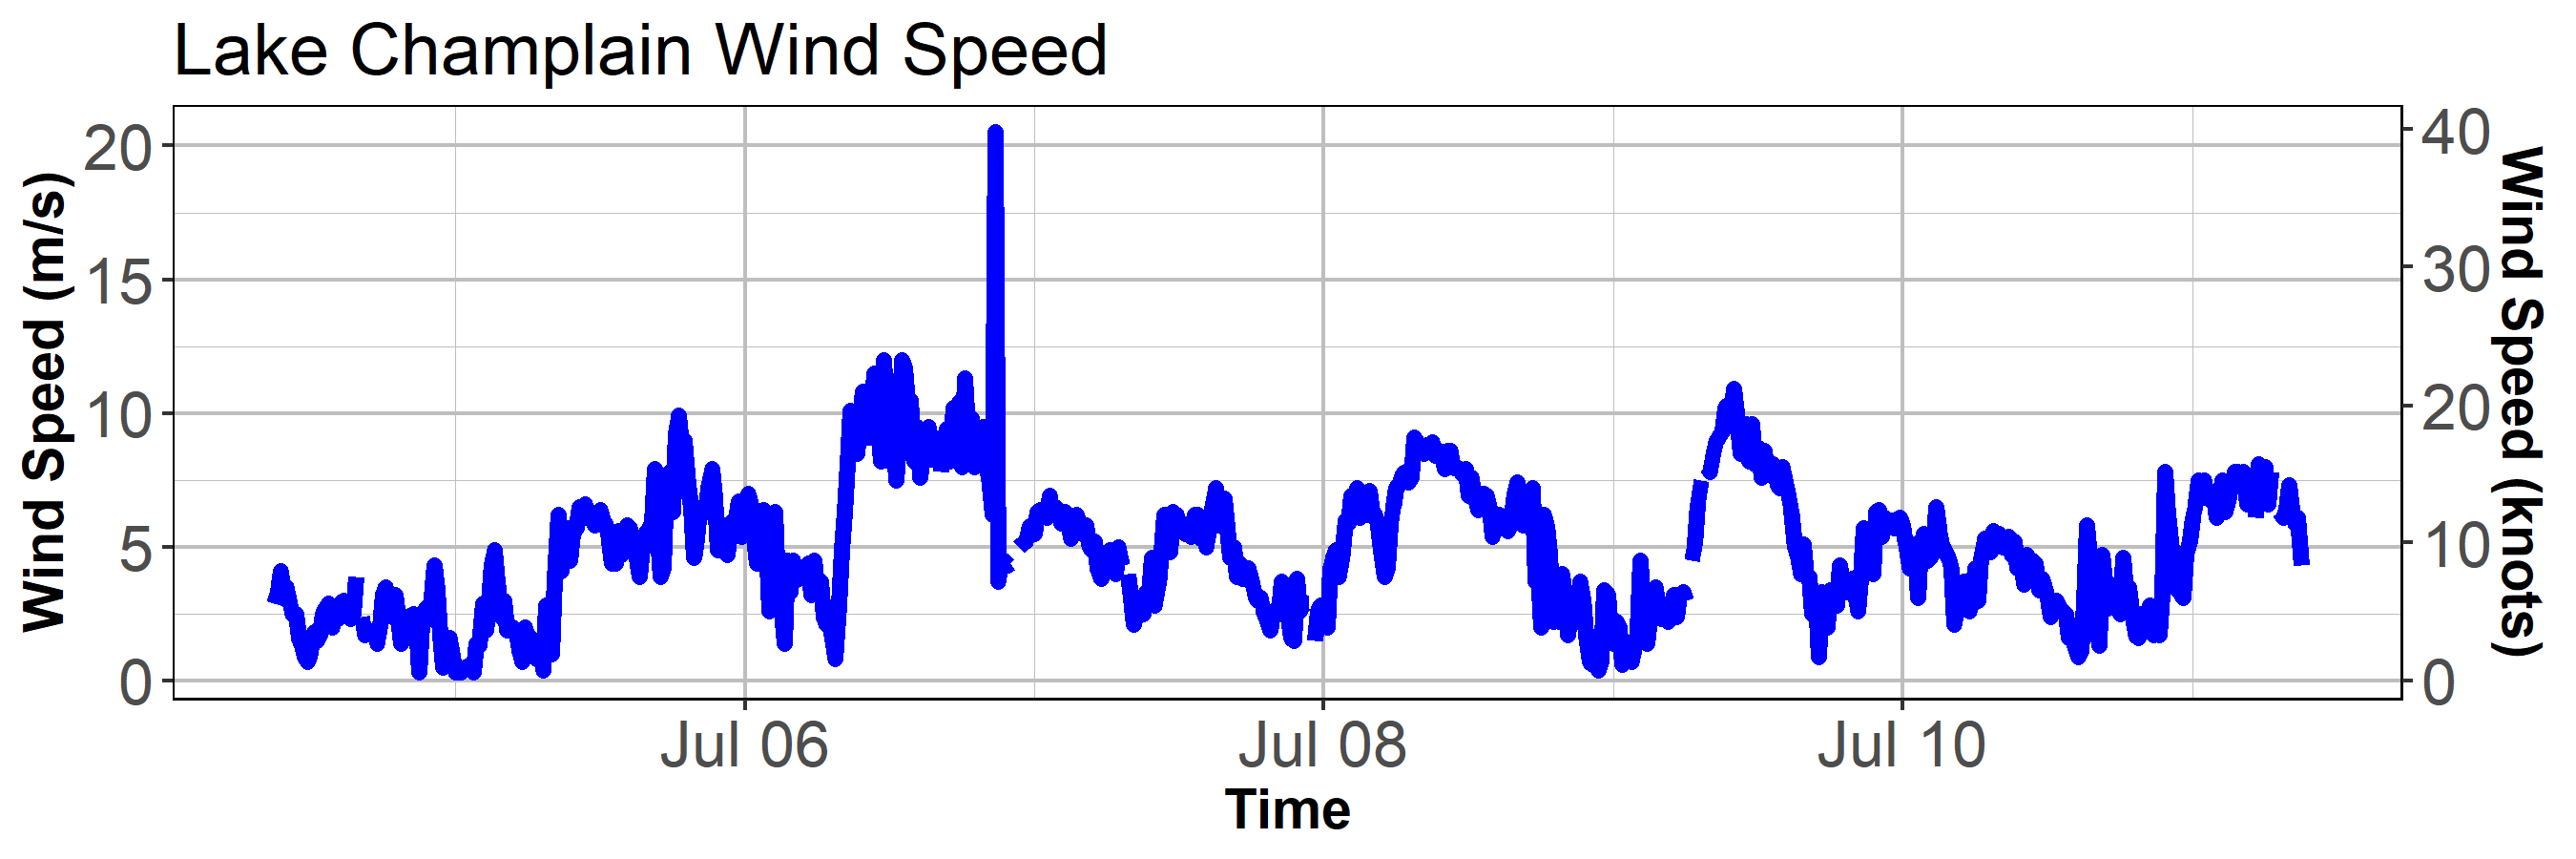 Lake Champlain Wind Speed
Wind Speed (m/s)
20
15
10
5
0
40
30
20
10
0
Wind Speed (knots)
Jul 06
Jul 08
Jul 10
Time